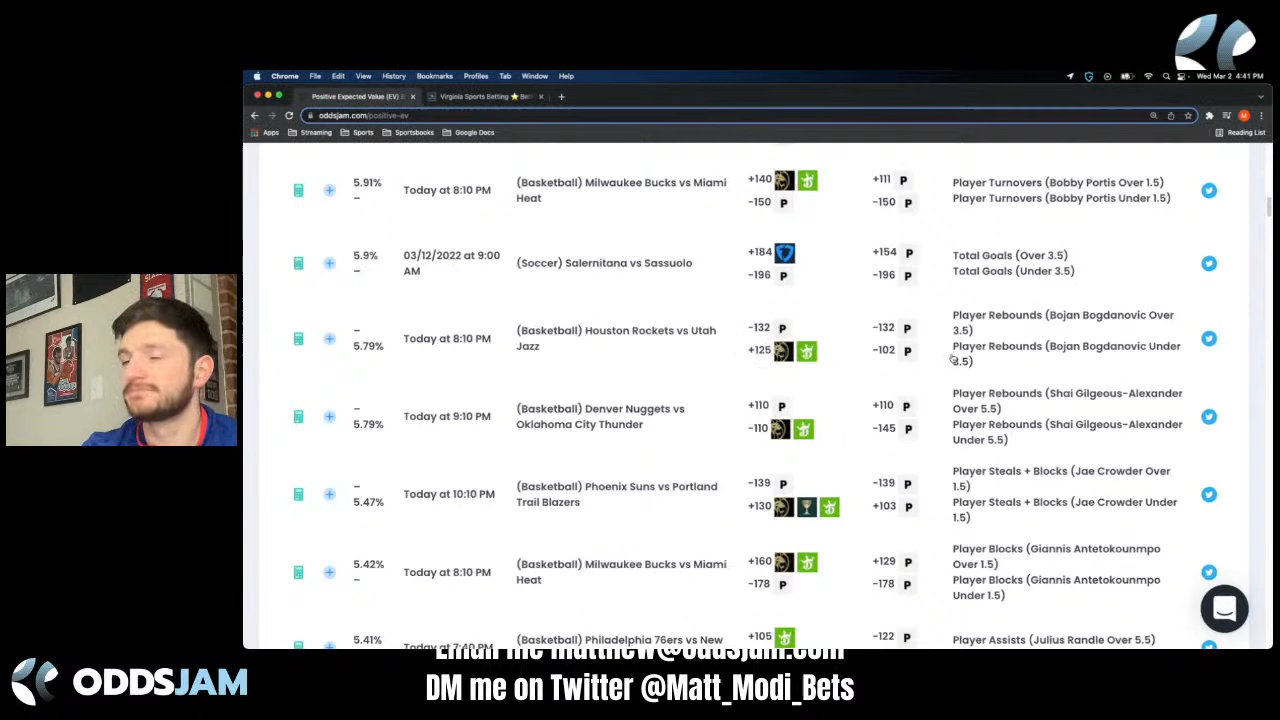 Chrome File Edit View History Bookmarks Profiles Tab Window Help Wed Mar 2 4:41 PM
Positive Expected Value (EV) Virginia Sports Betting
oddsjam.com/positive-ev
Apps Streaming Sports Sportsbooks Google Docs Reading List
5.91% Today at 8:10 PM (Basketball) Milwaukee Bucks vs Miami +140 +111 P Player Turnovers (Bobby Portis Over 1.5)
– Heat -150 P -150 P Player Turnovers (Bobby Portis Under 1.5)
5.9% 03/12/2022 at 9:00 (Soccer) Salernitana vs Sassuolo +184 +154 P Total Goals (Over 3.5)
– AM -196 P -196 P Total Goals (Under 3.5)
Player Rebounds (Bojan Bogdanovic Over
– Today at 8:10 PM (Basketball) Houston Rockets vs Utah -132 P -132 P 3.5)
5.79% Jazz +125 -102 P Player Rebounds (Bojan Bogdanovic Under
3.5)
Player Rebounds (Shai Gilgeous-Alexander
– Today at 9:10 PM (Basketball) Denver Nuggets vs +110 P +110 P Over 5.5)
5.79% Oklahoma City Thunder -110 -145 P Player Rebounds (Shai Gilgeous-Alexander
Under 5.5)
Player Steals + Blocks (Jae Crowder Over
– Today at 10:10 PM (Basketball) Phoenix Suns vs Portland -139 P -139 P 1.5)
5.47% Trail Blazers +130 +103 P Player Steals + Blocks (Jae Crowder Under
1.5)
Player Blocks (Giannis Antetokounmpo
5.42% Today at 8:10 PM (Basketball) Milwaukee Bucks vs Miami +160 +129 P Over 1.5)
– Heat -178 P -178 P Player Blocks (Giannis Antetokounmpo
Under 1.5)
5.41% Today at 7:40 PM (Basketball) Philadelphia 76ers vs New +105 -122 P Player Assists (Julius Randle Over 5.5)
Email me matthew@oddsjam.com
DM me on Twitter @Matt_Modi_Bets
ODDSJAM